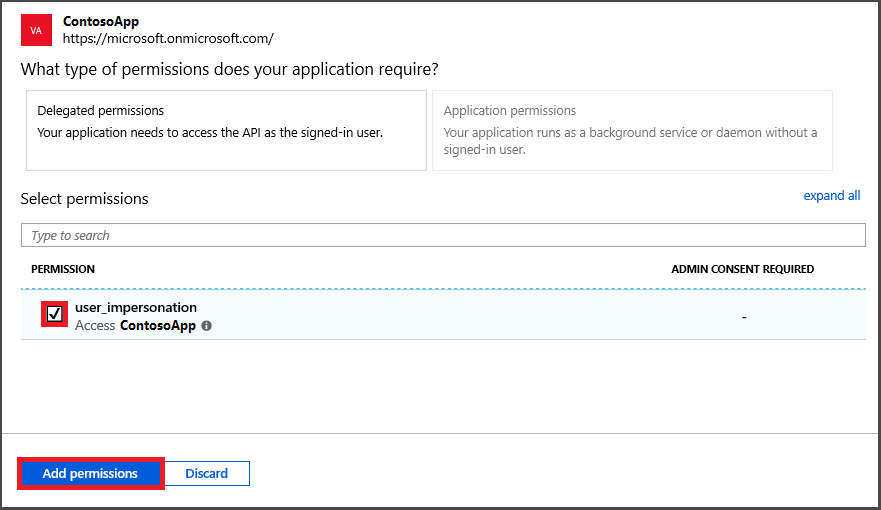 VA
ContosoApp
https://microsoft.onmicrosoft.com/
What type of permissions does your application require?
Delegated permissions
Your application needs to access the API as the signed-in user.
Application permissions
Your application runs as a background service or daemon without a
signed-in user.
Select permissions
expand all
Type to search
PERMISSION
ADMIN CONSENT REQUIRED
user_impersonation
Access ContosoApp
-
Add permissions
Discard